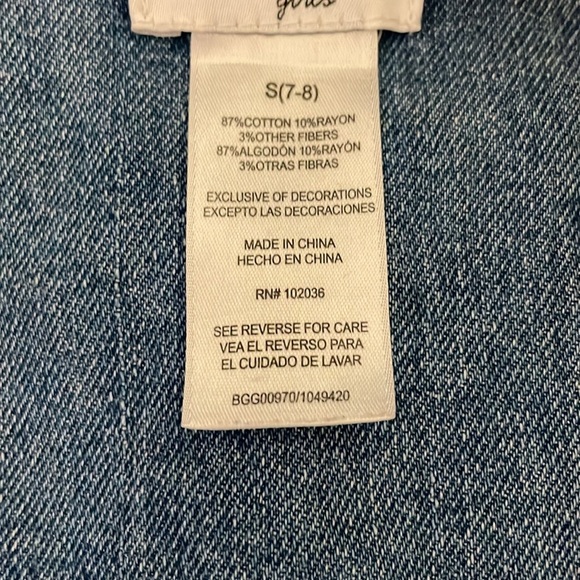 girls
S(7-8)
87%COTTON 10%RAYON
3%OTHER FIBERS
87%ALGODÓN 10%RAYÓN
3%OTRAS FIBRAS
EXCLUSIVE OF DECORATIONS
EXCEPTO LAS DECORACIONES
MADE IN CHINA
HECHO EN CHINA
RN# 102036
SEE REVERSE FOR CARE
VEA EL REVERSO PARA
EL CUIDADO DE LAVAR
BGG00970/1049420